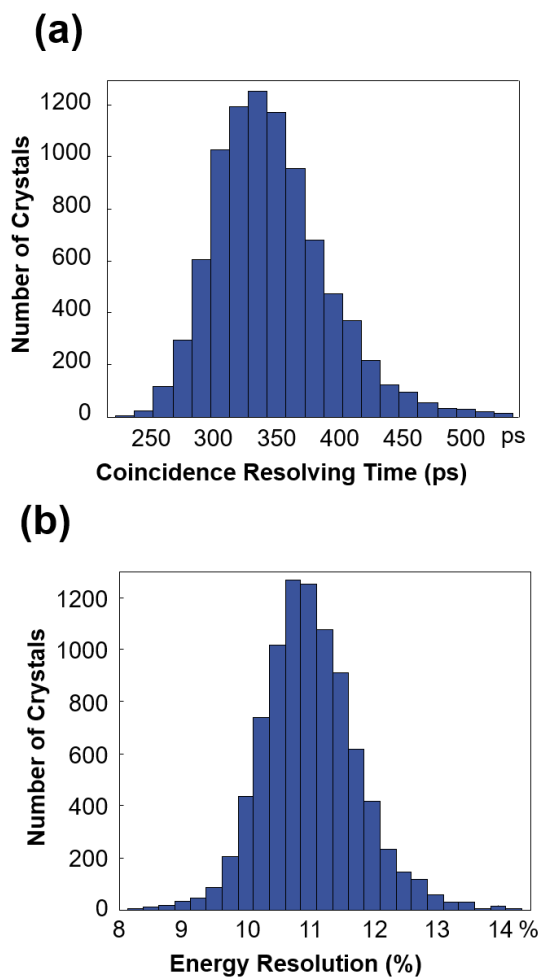 (a)
1200
1000
800
600
400
200
0
Number of Crystals
250 300 350 400 450 500 ps
Coincidence Resolving Time (ps)
(b)
1200
1000
800
600
400
200
0
Number of Crystals
8 9 10 11 12 13 14 %
Energy Resolution (%)